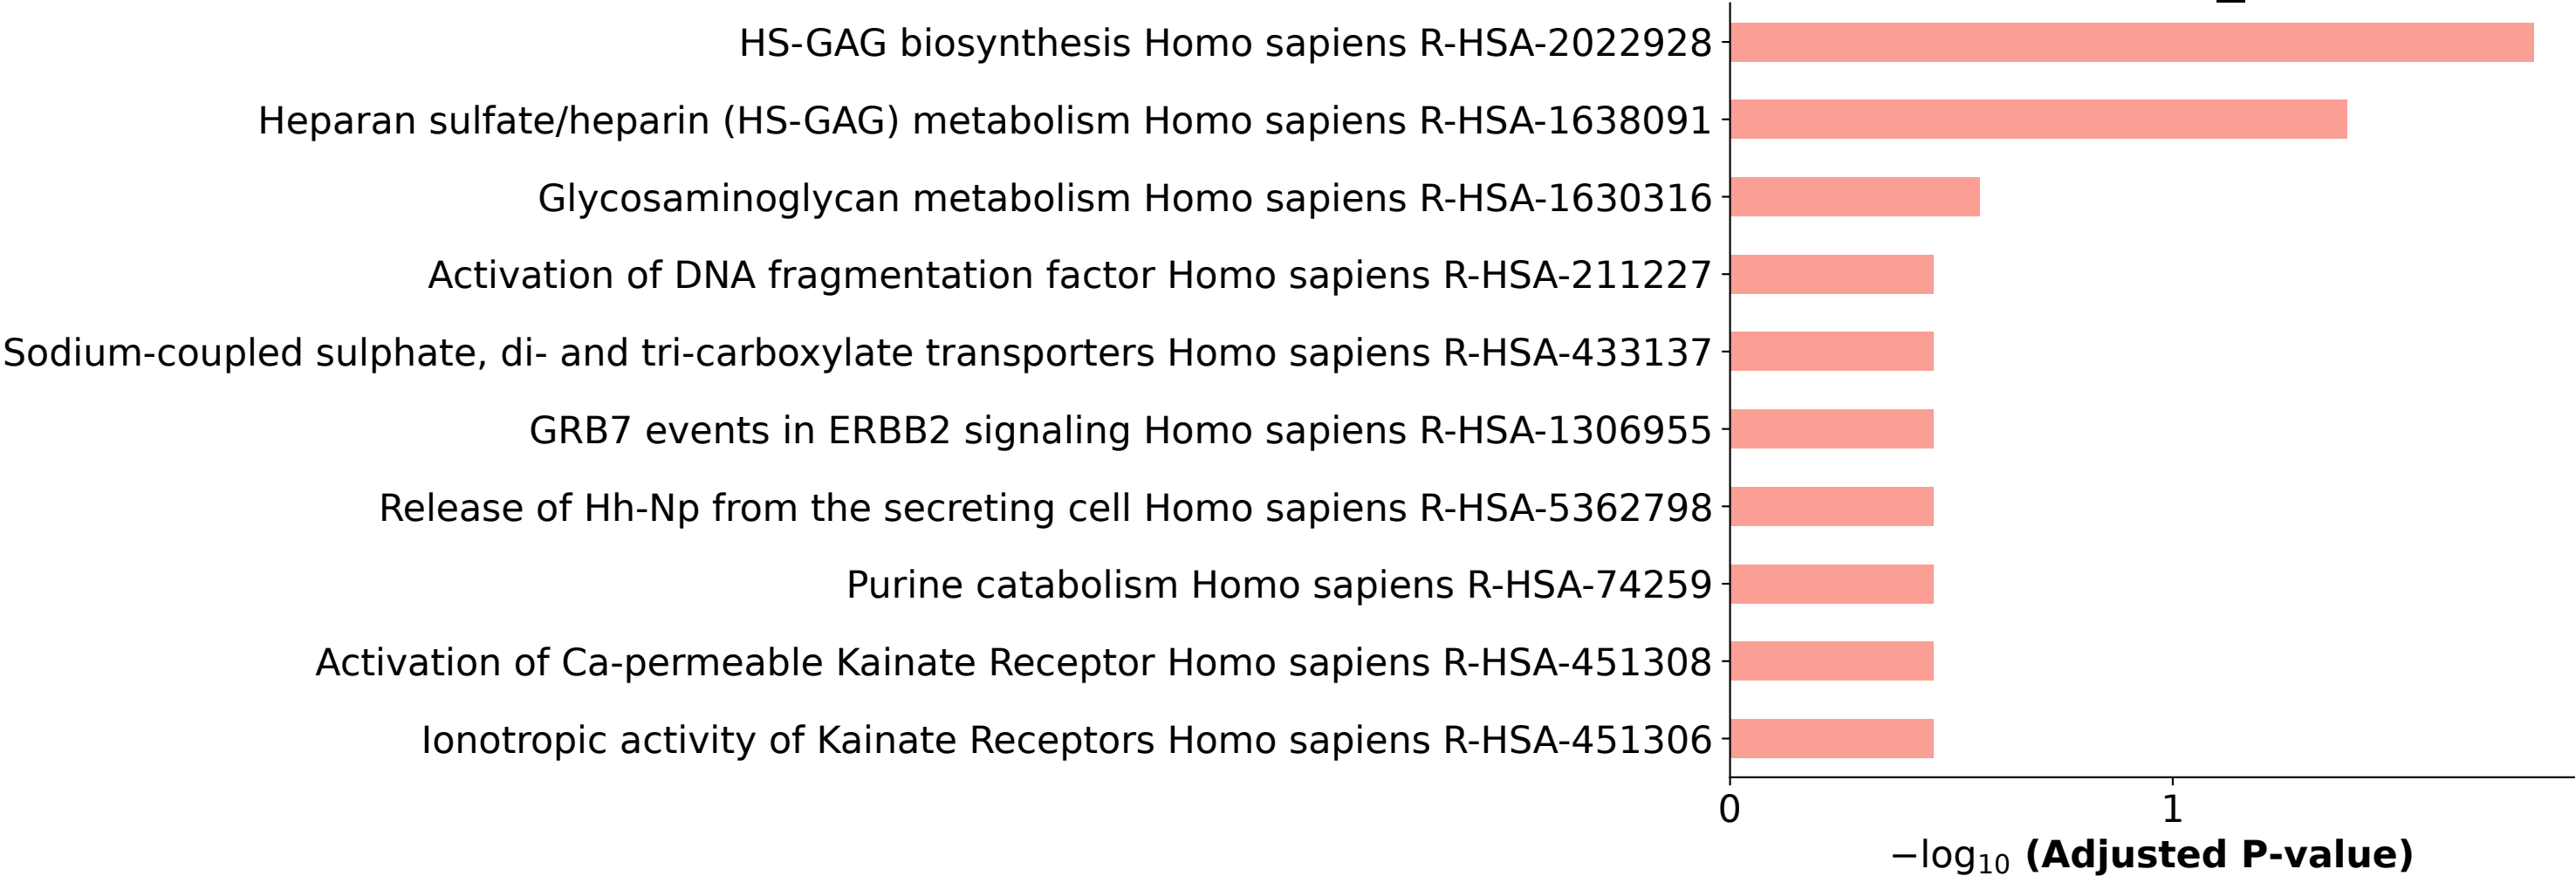 HS-GAG biosynthesis Homo sapiens R-HSA-2022928
Heparan sulfate/heparin (HS-GAG) metabolism Homo sapiens R-HSA-1638091
Glycosaminoglycan metabolism Homo sapiens R-HSA-1630316
Activation of DNA fragmentation factor Homo sapiens R-HSA-211227
Sodium-coupled sulphate, di- and tri-carboxylate transporters Homo sapiens R-HSA-433137
GRB7 events in ERBB2 signaling Homo sapiens R-HSA-1306955
Release of Hh-Np from the secreting cell Homo sapiens R-HSA-5362798
Purine catabolism Homo sapiens R-HSA-74259
Activation of Ca-permeable Kainate Receptor Homo sapiens R-HSA-451308
Ionotropic activity of Kainate Receptors Homo sapiens R-HSA-451306
0 1
−log₁₀ (Adjusted P-value)